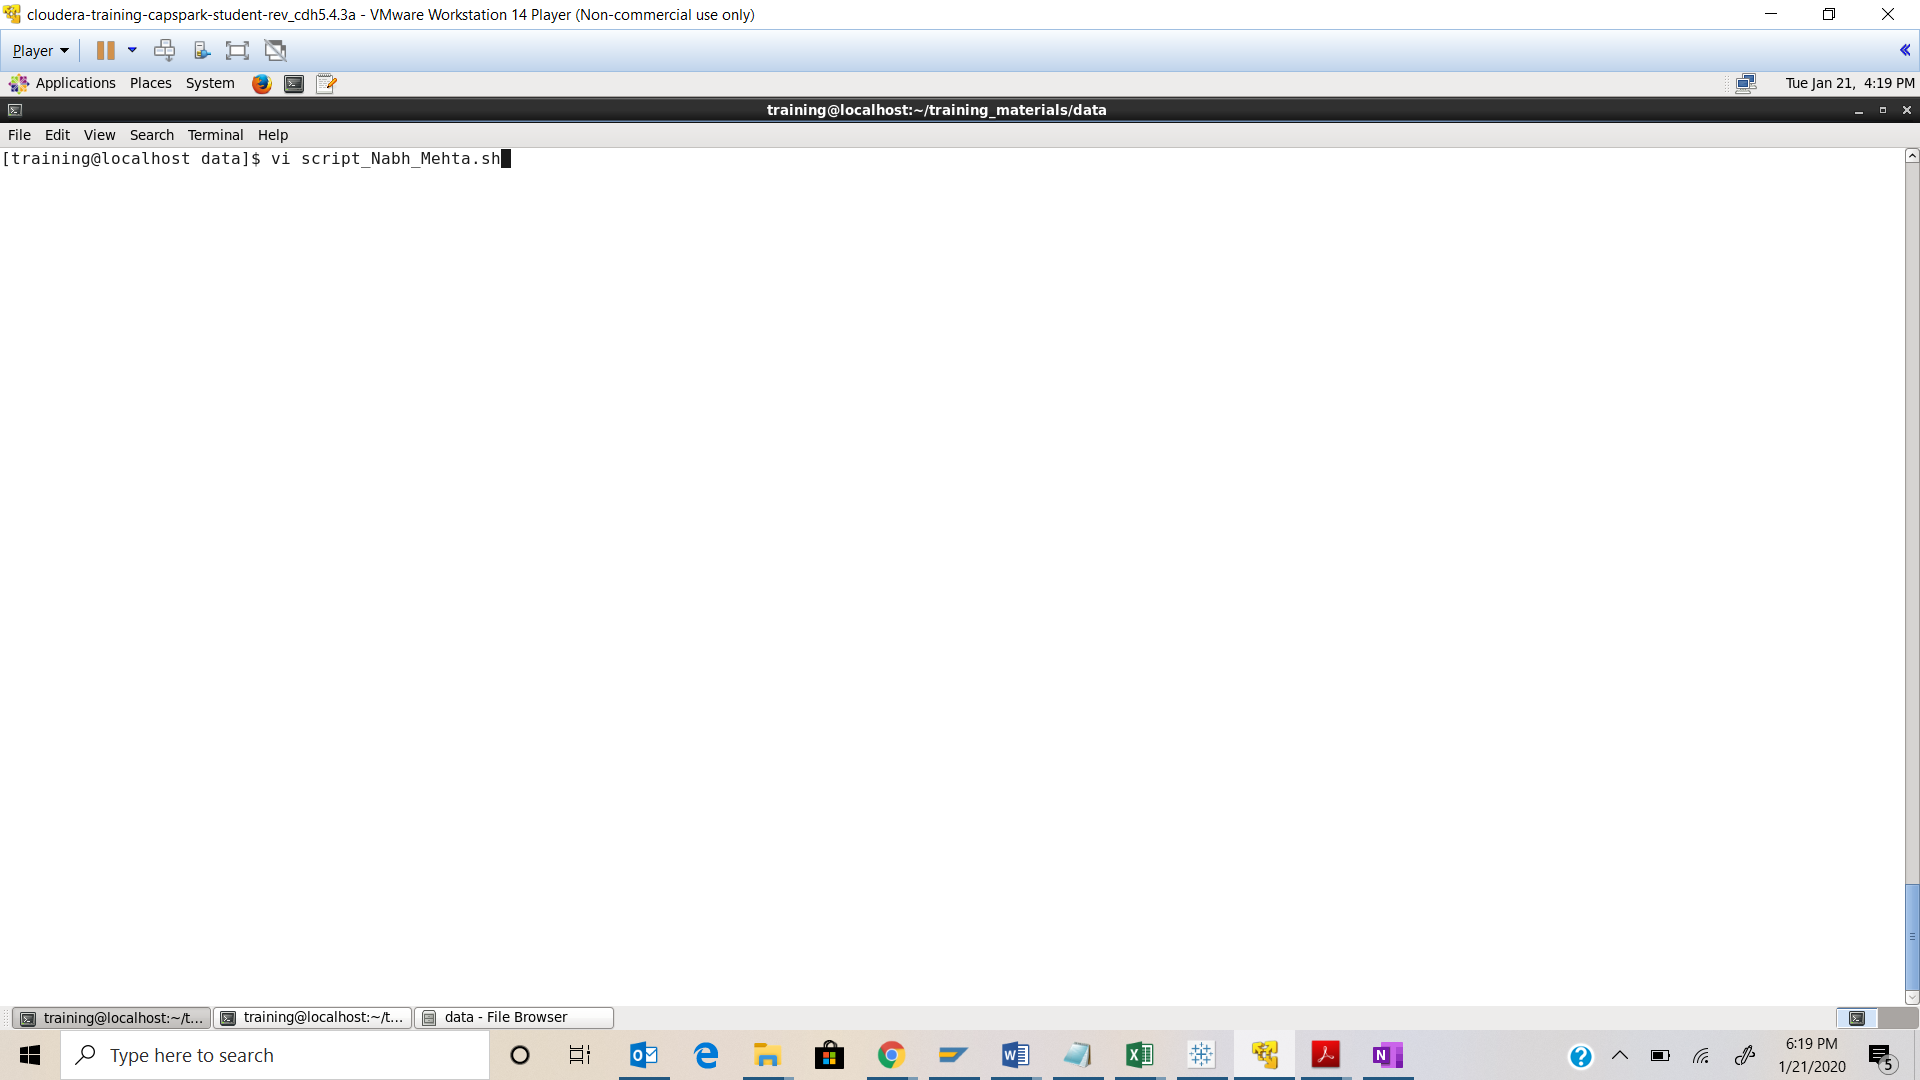 cloudera-training-capspark-student-rev_cdh5.4.3a - VMware Workstation 14 Player (Non-commercial use only)
Player
Applications Places System Tue Jan 21, 4:19 PM
training@localhost:~/training_materials/data
File Edit View Search Terminal Help
[training@localhost data]$ vi script_Nabh_Mehta.sh
training@localhost:~/t... training@localhost:~/t... data - File Browser
Type here to search
6:19 PM
1/21/2020
5